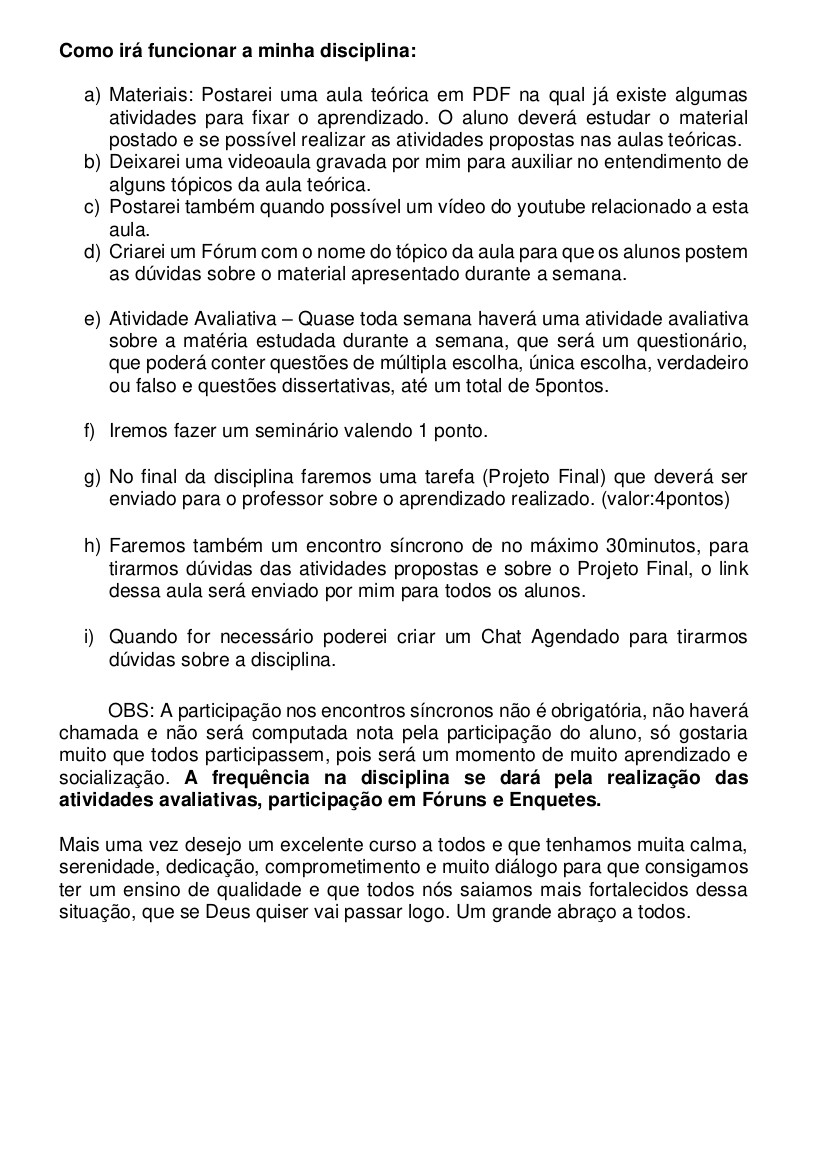 Como irá funcionar a minha disciplina:
a) Materiais: Postarei uma aula teórica em PDF na qual já existe algumas
atividades para fixar o aprendizado. O aluno deverá estudar o material
postado e se possível realizar as atividades propostas nas aulas teóricas.
b) Deixarei uma videoaula gravada por mim para auxiliar no entendimento de
alguns tópicos da aula teórica.
c) Postarei também quando possível um vídeo do youtube relacionado a esta
aula.
d) Criarei um Fórum com o nome do tópico da aula para que os alunos postem
as dúvidas sobre o material apresentado durante a semana.
e) Atividade Avaliativa – Quase toda semana haverá uma atividade avaliativa
sobre a matéria estudada durante a semana, que será um questionário,
que poderá conter questões de múltipla escolha, única escolha, verdadeiro
ou falso e questões dissertativas, até um total de 5pontos.
f) Iremos fazer um seminário valendo 1 ponto.
g) No final da disciplina faremos uma tarefa (Projeto Final) que deverá ser
enviado para o professor sobre o aprendizado realizado. (valor:4pontos)
h) Faremos também um encontro síncrono de no máximo 30minutos, para
tirarmos dúvidas das atividades propostas e sobre o Projeto Final, o link
dessa aula será enviado por mim para todos os alunos.
i) Quando for necessário poderei criar um Chat Agendado para tirarmos
dúvidas sobre a disciplina.
OBS: A participação nos encontros síncronos não é obrigatória, não haverá
chamada e não será computada nota pela participação do aluno, só gostaria
muito que todos participassem, pois será um momento de muito aprendizado e
socialização. A frequência na disciplina se dará pela realização das
atividades avaliativas, participação em Fóruns e Enquetes.
Mais uma vez desejo um excelente curso a todos e que tenhamos muita calma,
serenidade, dedicação, comprometimento e muito diálogo para que consigamos
ter um ensino de qualidade e que todos nós saiamos mais fortalecidos dessa
situação, que se Deus quiser vai passar logo. Um grande abraço a todos.